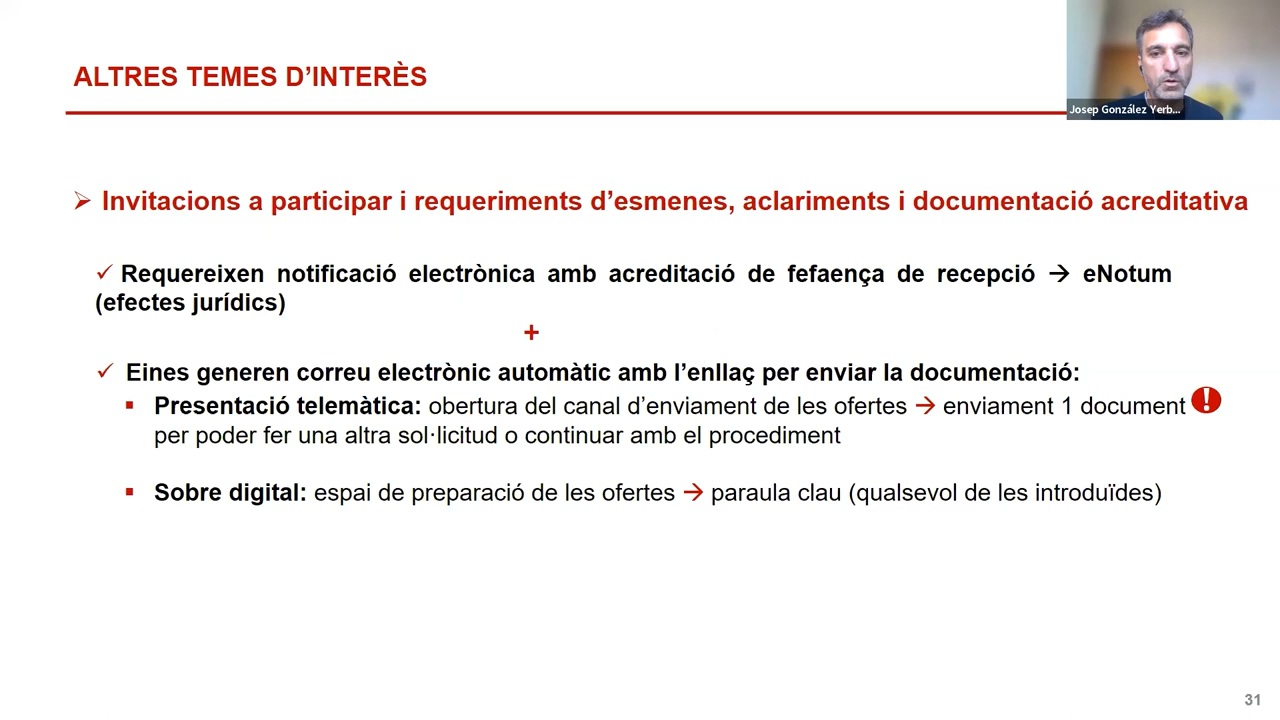 ALTRES TEMES D’INTERÈS
Josep González Yerb...
Invitacions a participar i requeriments d’esmenes, aclariments i documentació acreditativa
Requereixen notificació electrònica amb acreditació de fefaença de recepció → eNotum
(efectes jurídics)
+
Eines generen correu electrònic automàtic amb l’enllaç per enviar la documentació:
Presentació telemàtica: obertura del canal d’enviament de les ofertes → enviament 1 document !
per poder fer una altra sol·licitud o continuar amb el procediment
Sobre digital: espai de preparació de les ofertes → paraula clau (qualsevol de les introduïdes)
31